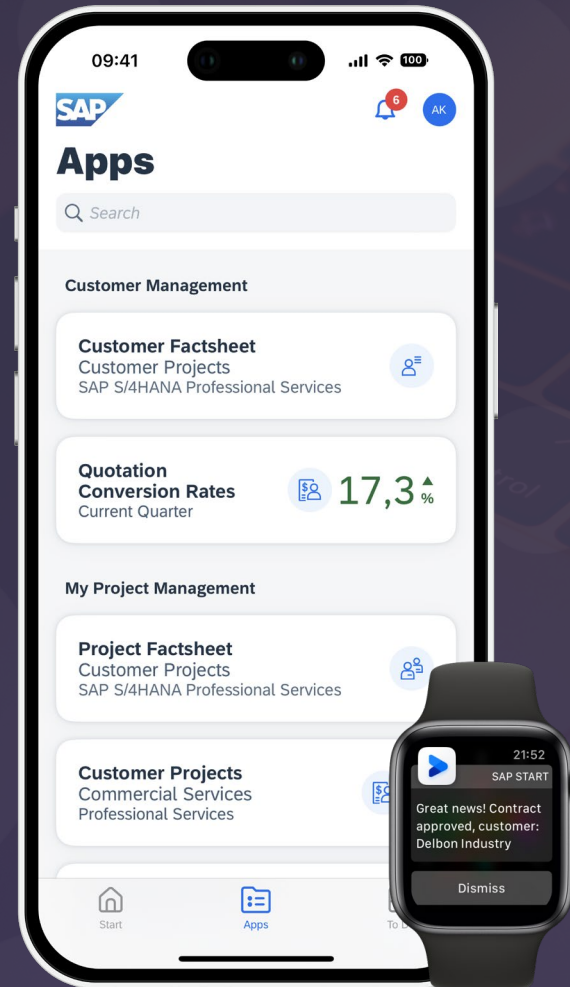 09:41
100
SAP
6
AK
Apps
Search
Customer Management
Customer Factsheet
Customer Projects
SAP S/4HANA Professional Services
Quotation
Conversion Rates
Current Quarter
17,3
%
My Project Management
Project Factsheet
Customer Projects
SAP S/4HANA Professional Services
Customer Projects
Commercial Services
Professional Services
Start
Apps
To
21:52
SAP START
Great news! Contract
approved, customer:
Delbon Industry
Dismiss